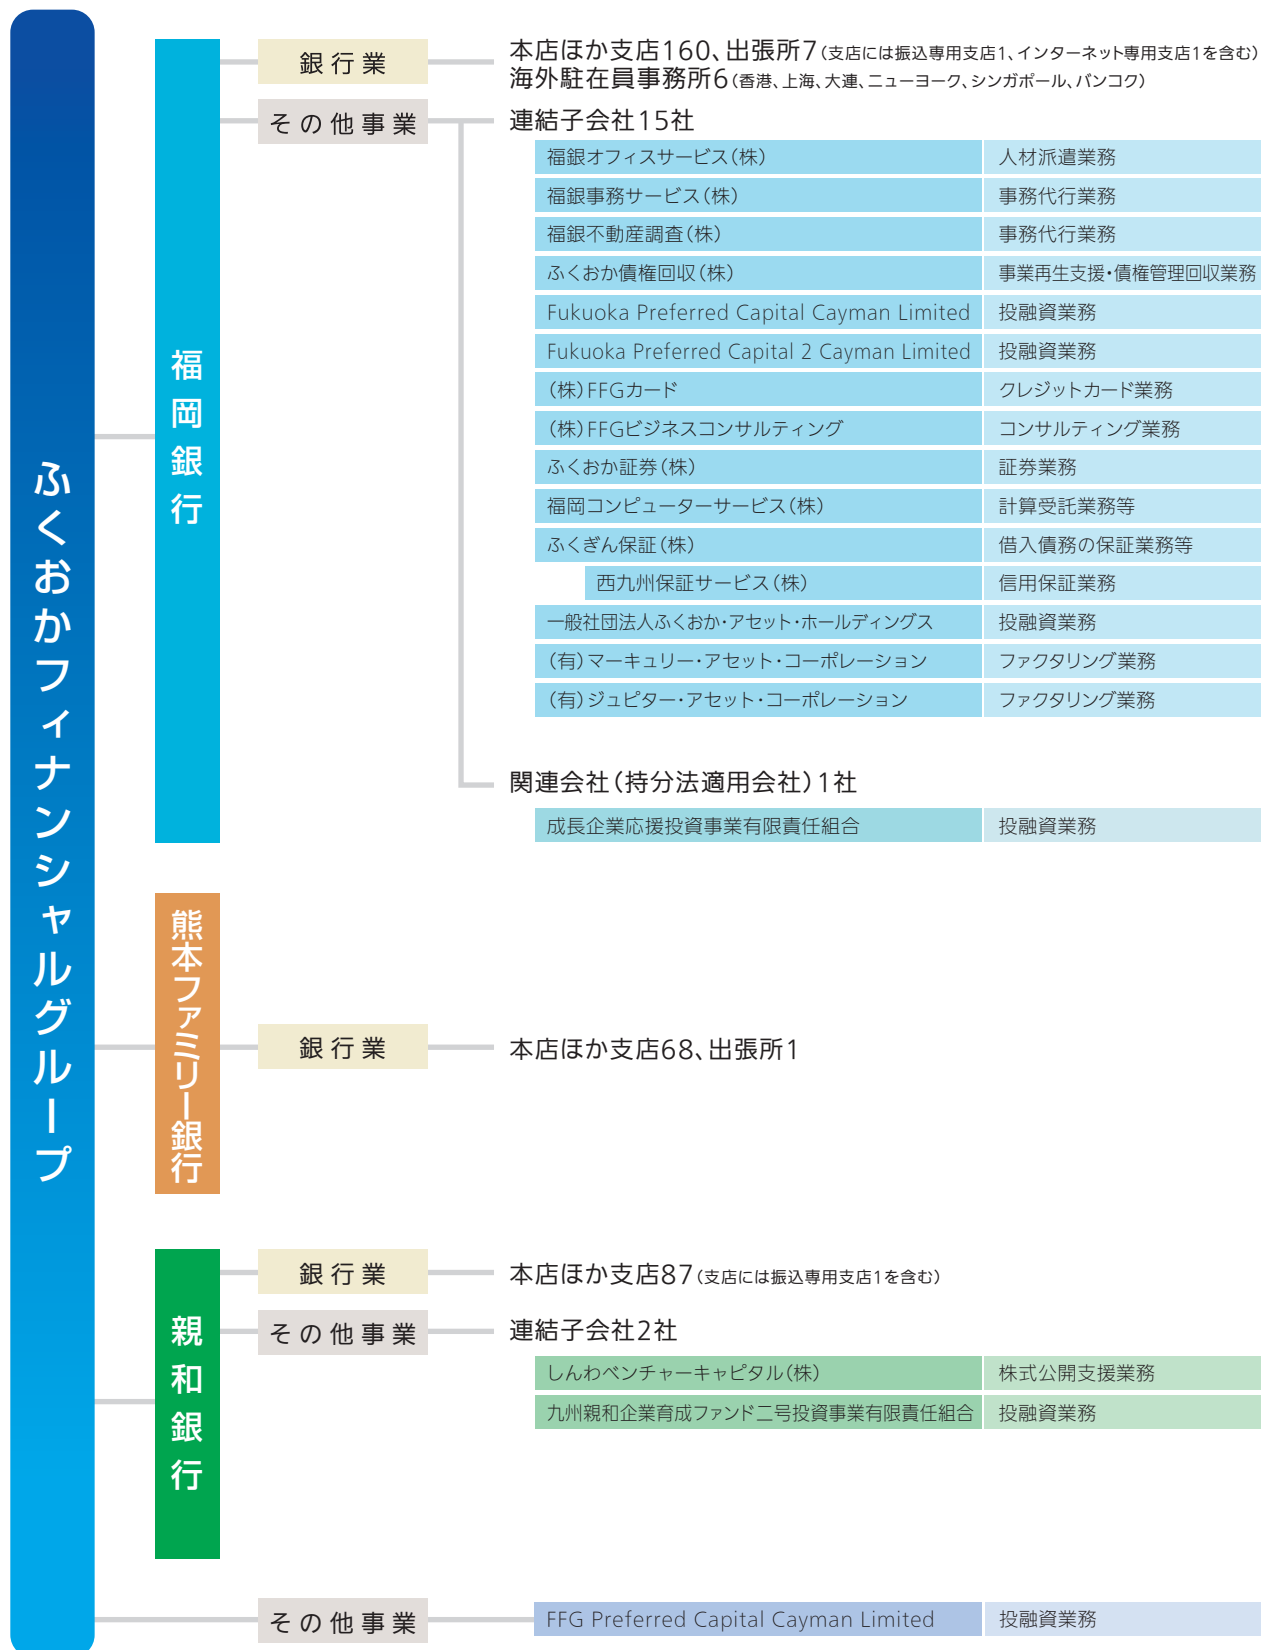 ふくおかフィナンシャルグループ
福岡銀行
銀行業
本店ほか支店160、出張所7(支店には振込専用支店1、インターネット専用支店1を含む)
海外駐在員事務所6(香港、上海、大連、ニューヨーク、シンガポール、バンコク)
その他事業
連結子会社15社
福銀オフィスサービス(株) 人材派遣業務
福銀事務サービス(株) 事務代行業務
福銀不動産調査(株) 事務代行業務
ふくおか債権回収(株) 事業再生支援・債権管理回収業務
Fukuoka Preferred Capital Cayman Limited 投融資業務
Fukuoka Preferred Capital 2 Cayman Limited 投融資業務
(株)FFGカード クレジットカード業務
(株)FFGビジネスコンサルティング コンサルティング業務
ふくおか証券(株) 証券業務
福岡コンピューターサービス(株) 計算受託業務等
ふくぎん保証(株) 借入債務の保証業務等
西九州保証サービス(株) 信用保証業務
一般社団法人ふくおか・アセット・ホールディングス 投融資業務
(有)マーキュリー・アセット・コーポレーション ファクタリング業務
(有)ジュピター・アセット・コーポレーション ファクタリング業務
関連会社(持分法適用会社)1社
成長企業応援投資事業有限責任組合 投融資業務
熊本ファミリー銀行
銀行業
本店ほか支店68、出張所1
親和銀行
銀行業
本店ほか支店87(支店には振込専用支店1を含む)
その他事業
連結子会社2社
しんわベンチャーキャピタル(株) 株式公開支援業務
九州親和企業育成ファンド二号投資事業有限責任組合 投融資業務
その他事業
FFG Preferred Capital Cayman Limited 投融資業務